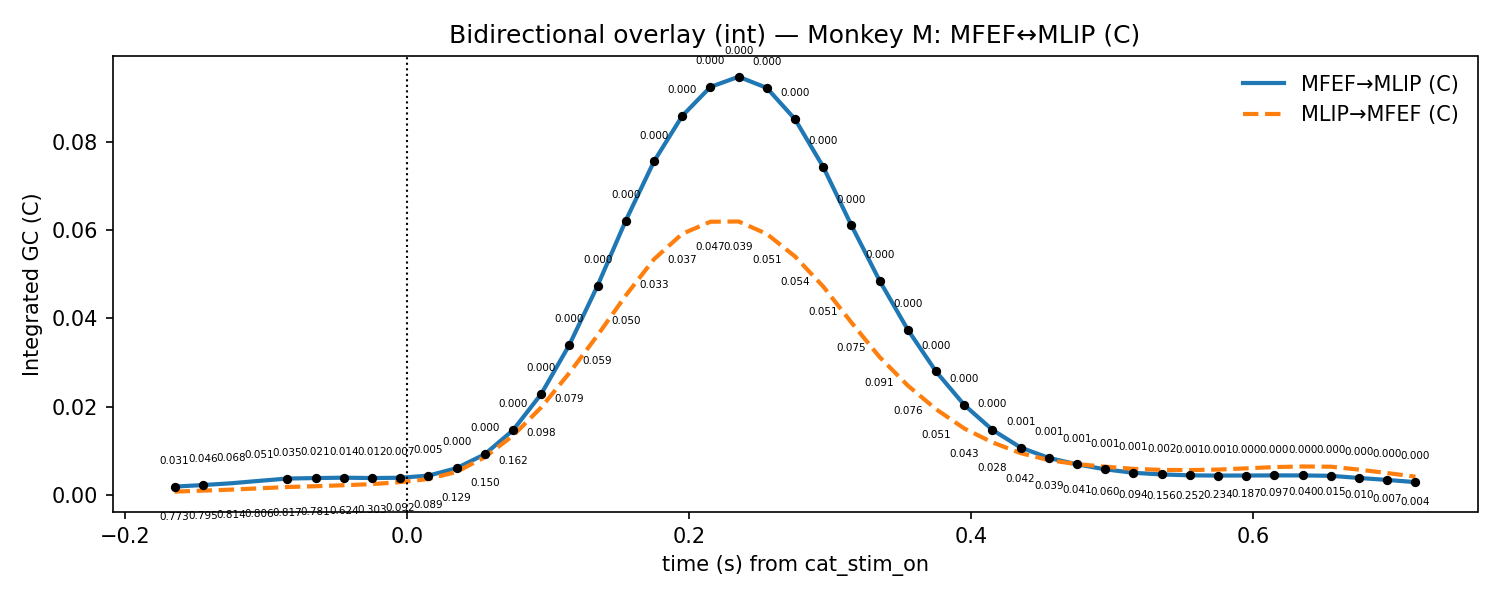 Bidirectional overlay (int) — Monkey M: MFEF↔MLIP (C)
MFEF→MLIP (C)
MLIP→MFEF (C)
Integrated GC (C)
0.08
0.06
0.04
0.02
0.00
0.031 0.046 0.068 0.051 0.035 0.021 0.014 0.012 0.007 0.005 0.000 0.000 0.000 0.000 0.000 0.000 0.000 0.000 0.000 0.000 0.000 0.000 0.000 0.000 0.000 0.000 0.000 0.000 0.000 0.000 0.000 0.001 0.001 0.001 0.001 0.001 0.002 0.001 0.001 0.000 0.000 0.000 0.000 0.000 0.000
0.773 0.795 0.814 0.806 0.817 0.781 0.624 0.303 0.092 0.089 0.129 0.150 0.162 0.098 0.079 0.059 0.050 0.033 0.037 0.047 0.039 0.051 0.054 0.051 0.075 0.091 0.076 0.051 0.043 0.028 0.042 0.039 0.041 0.060 0.094 0.156 0.252 0.234 0.187 0.097 0.040 0.015 0.010 0.007 0.004
−0.2 0.0 0.2 0.4 0.6
time (s) from cat_stim_on